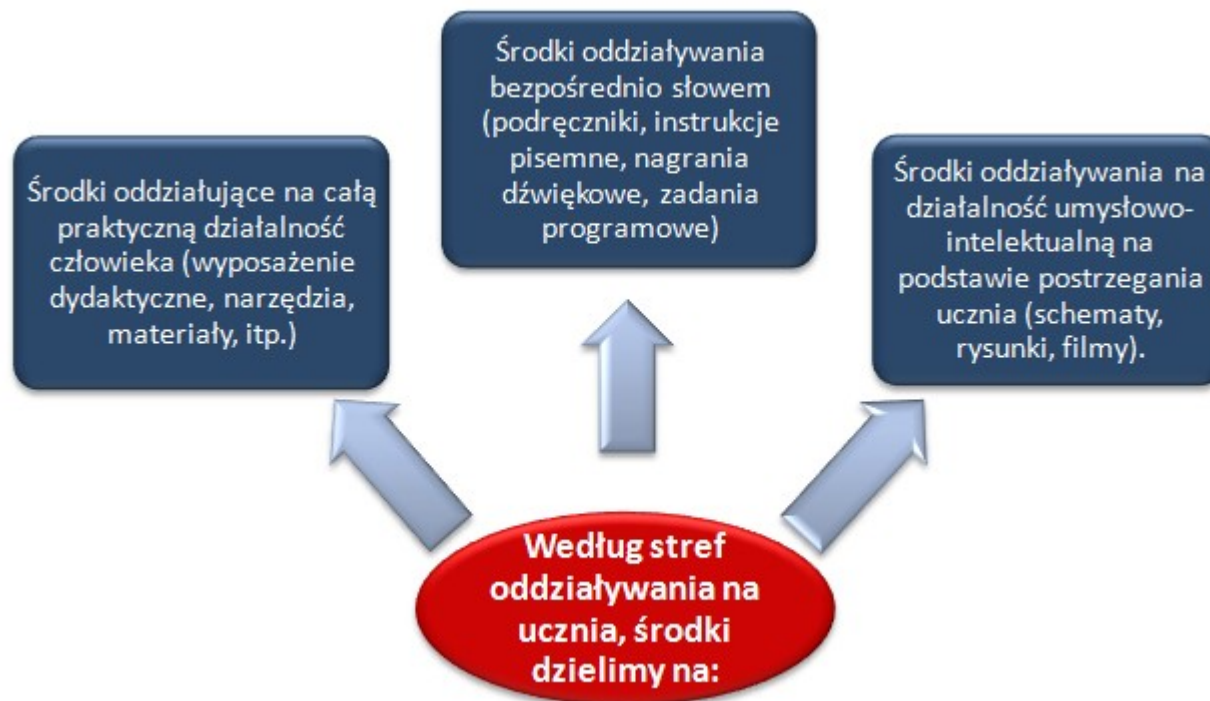 Środki oddziaływania
bezpośrednio słowem
(podręczniki, instrukcje
pisemne, nagrania
dźwiękowe, zadania
programowe)
Środki oddziałujące na całą
praktyczną działalność
człowieka (wyposażenie
dydaktyczne, narzędzia,
materiały, itp.)
Środki oddziaływania na
działalność umysłowo-
intelektualną na
podstawie postrzegania
ucznia (schematy,
rysunki, filmy).
Według stref
oddziaływania na
ucznia, środki
dzielimy na: